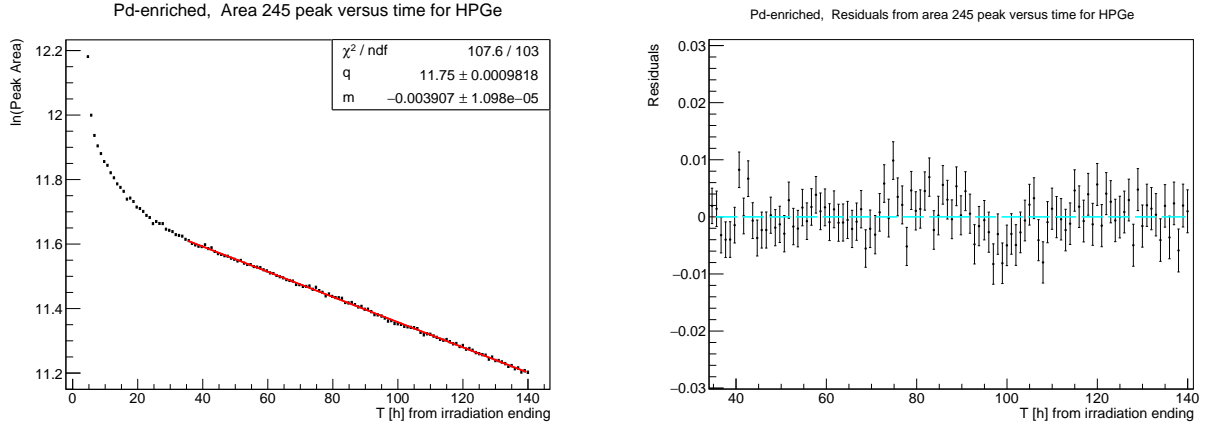 Pd-enriched, Area 245 peak versus time for HPGe
ln(Peak Area)
12.2
12
11.8
11.6
11.4
11.2
χ² / ndf 107.6 / 103
q 11.75 ± 0.0009818
m −0.003907 ± 1.098e−05
0 20 40 60 80 100 120 140
T [h] from irradiation ending
Pd-enriched, Residuals from area 245 peak versus time for HPGe
Residuals
0.03
0.02
0.01
0
−0.01
−0.02
−0.03
40 60 80 100 120 140
T [h] from irradiation ending